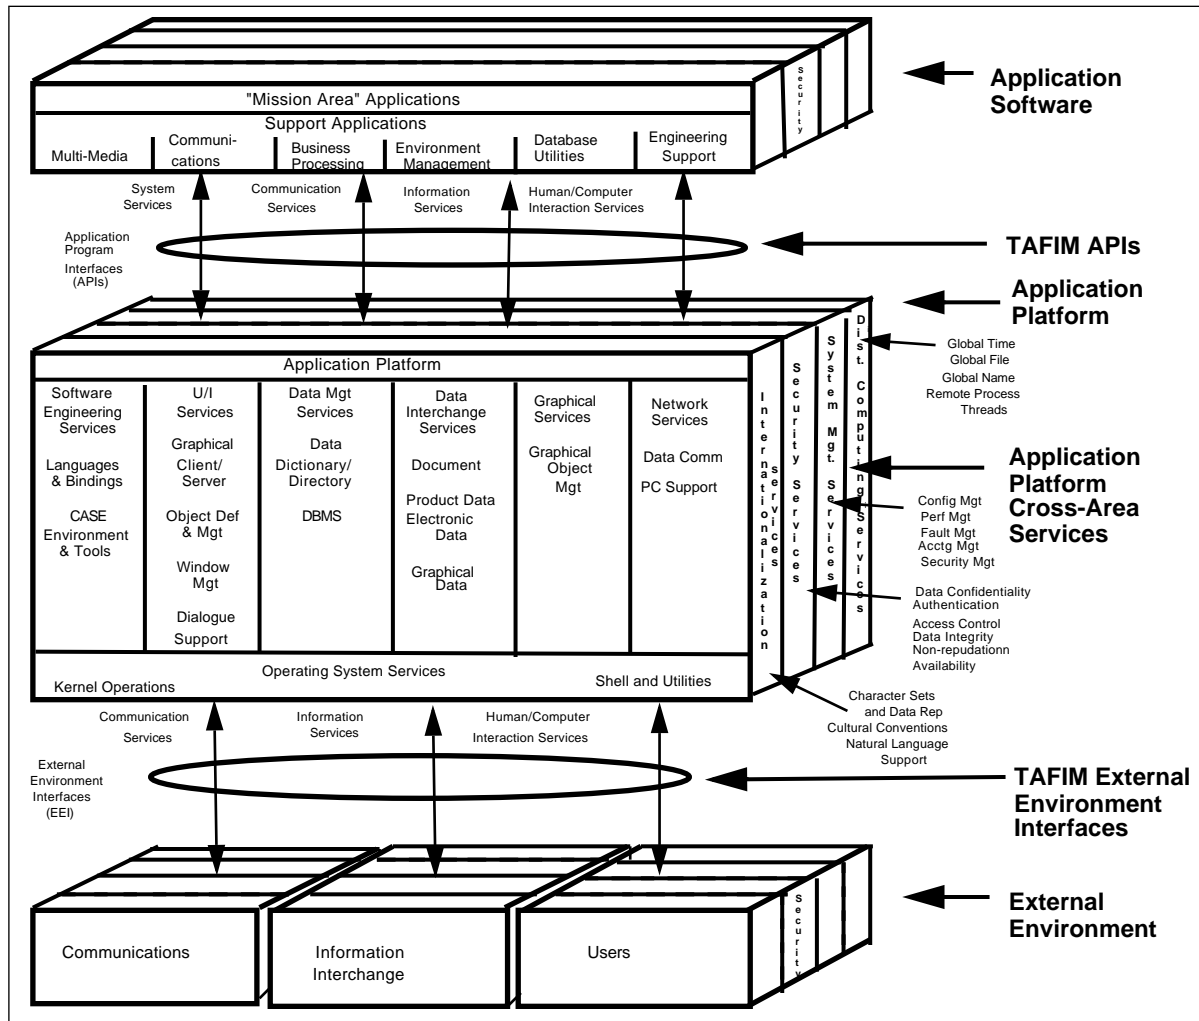 Security
Application
Software
"Mission Area" Applications
Support Applications
Multi-Media
Communi-
cations
Business
Processing
Environment
Management
Database
Utilities
Engineering
Support
System
Services
Communication
Services
Information
Services
Human/Computer
Interaction Services
Application
Program
Interfaces
(APIs)
TAFIM APIs
Application
Platform
Application Platform
Software
Engineering
Services
Languages
& Bindings
CASE
Environment
& Tools
U/I
Services
Graphical
Client/
Server
Object Def
& Mgt
Window
Mgt
Dialogue
Support
Data Mgt
Services
Data
Dictionary/
Directory
DBMS
Data
Interchange
Services
Document
Product Data
Electronic
Data
Graphical
Data
Graphical
Services
Graphical
Object
Mgt
Network
Services
Data Comm
PC Support
Internationalization
services
Security Services
System Mgt. Services
Dist. Computing Services
Global Time
Global File
Global Name
Remote Process
Threads
Application
Platform
Cross-Area
Services
Config Mgt
Perf Mgt
Fault Mgt
Acctg Mgt
Security Mgt
Data Confidentiality
Authentication
Access Control
Data Integrity
Non-repudationn
Availability
Operating System Services
Kernel Operations
Shell and Utilities
Character Sets
and Data Rep
Cultural Conventions
Natural Language
Support
Communication
Services
Information
Services
Human/Computer
Interaction Services
External
Environment
Interfaces
(EEI)
TAFIM External
Environment
Interfaces
Communications
Information
Interchange
Users
Security
External
Environment